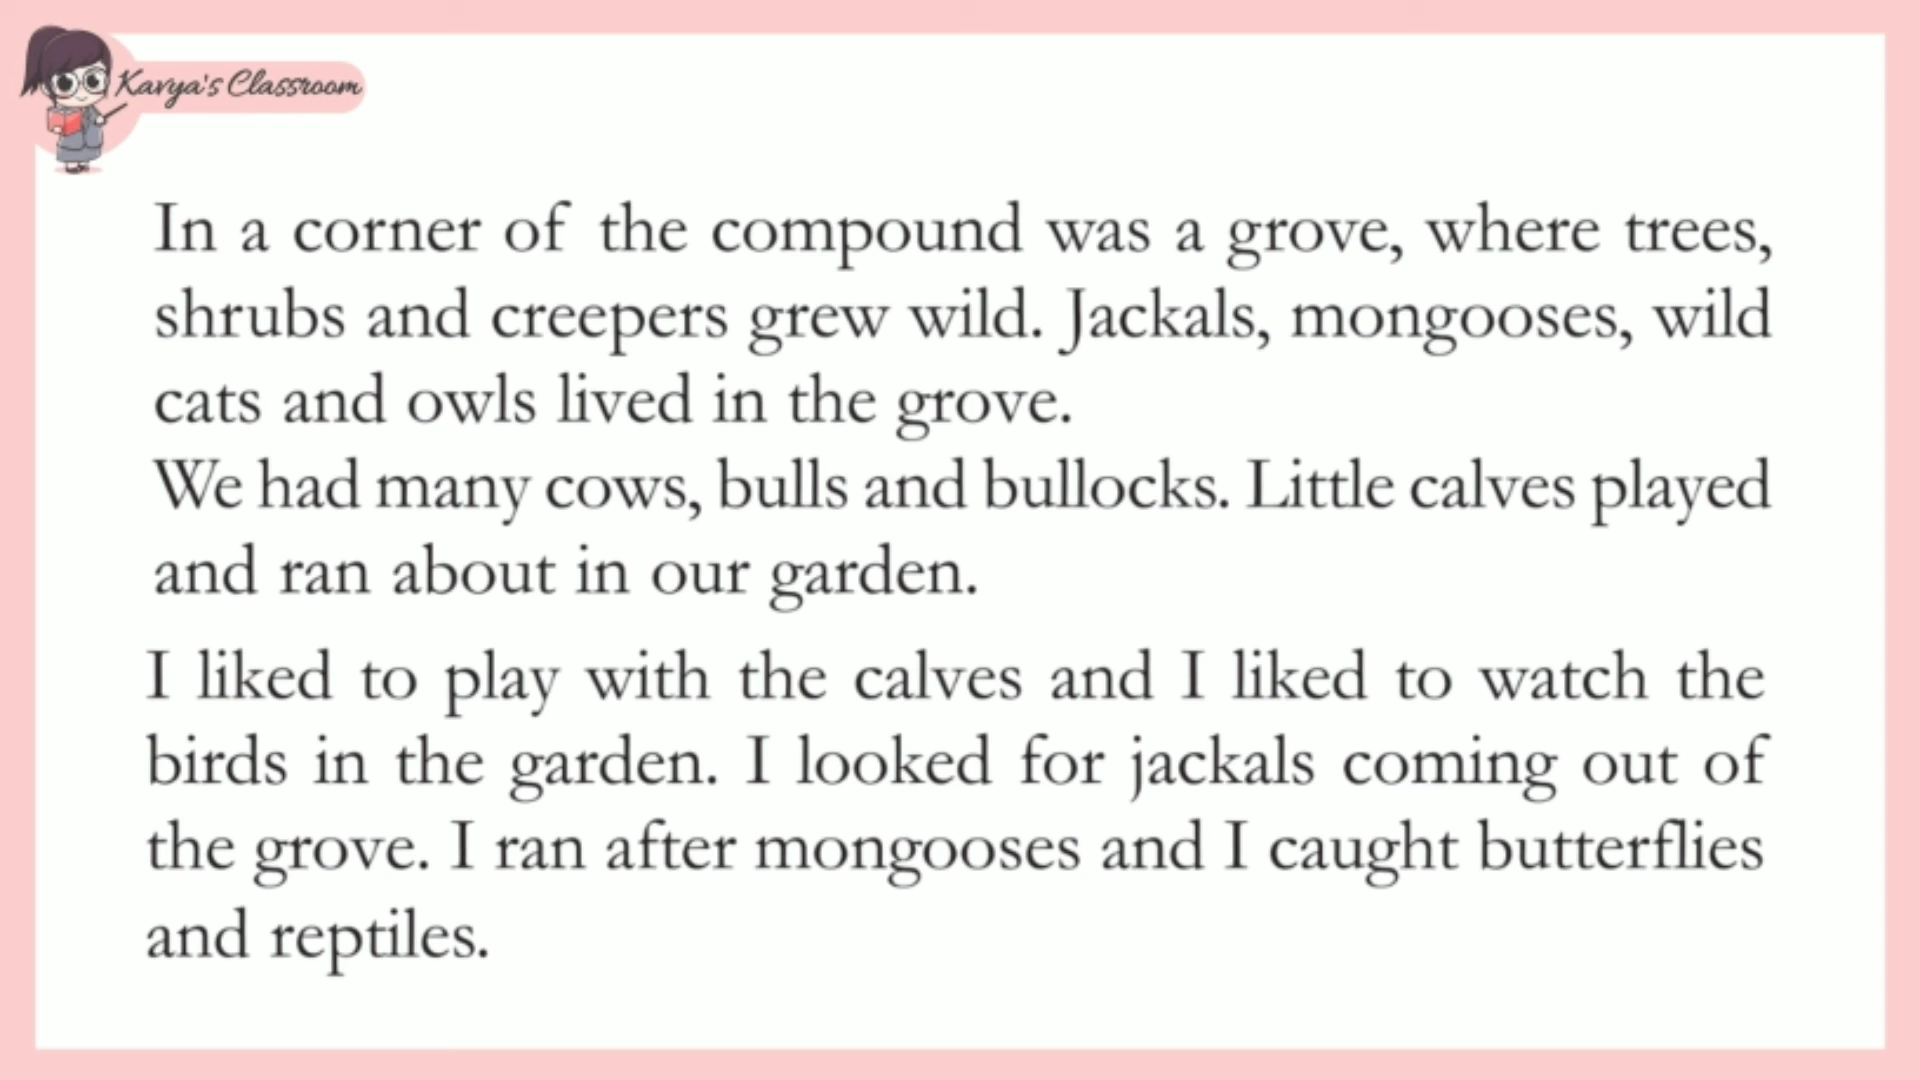 Kavya's Classroom
In a corner of the compound was a grove, where trees,
shrubs and creepers grew wild. Jackals, mongooses, wild
cats and owls lived in the grove.
We had many cows, bulls and bullocks. Little calves played
and ran about in our garden.
I liked to play with the calves and I liked to watch the
birds in the garden. I looked for jackals coming out of
the grove. I ran after mongooses and I caught butterflies
and reptiles.